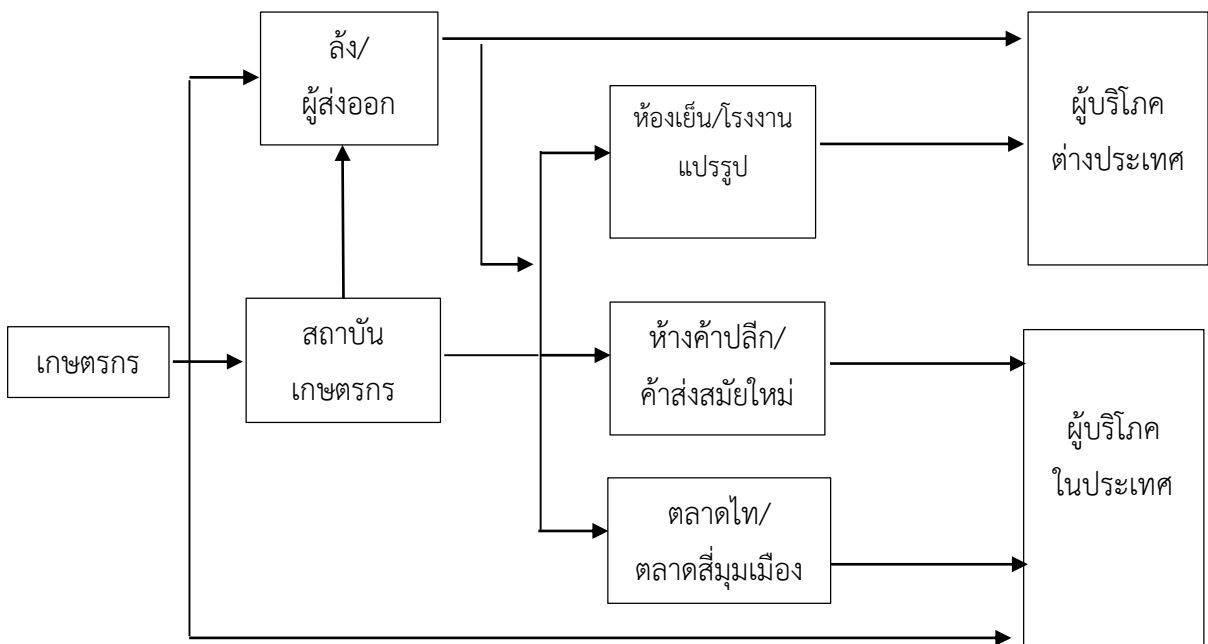 ล้ง/
ผู้ส่งออก
ห้องเย็น/โรงงาน
แปรรูป
ผู้บริโภค
ต่างประเทศ
เกษตรกร
สถาบัน
เกษตรกร
ห้างค้าปลีก/
ค้าส่งสมัยใหม่
ผู้บริโภค
ในประเทศ
ตลาดไท/
ตลาดสี่มุมเมือง